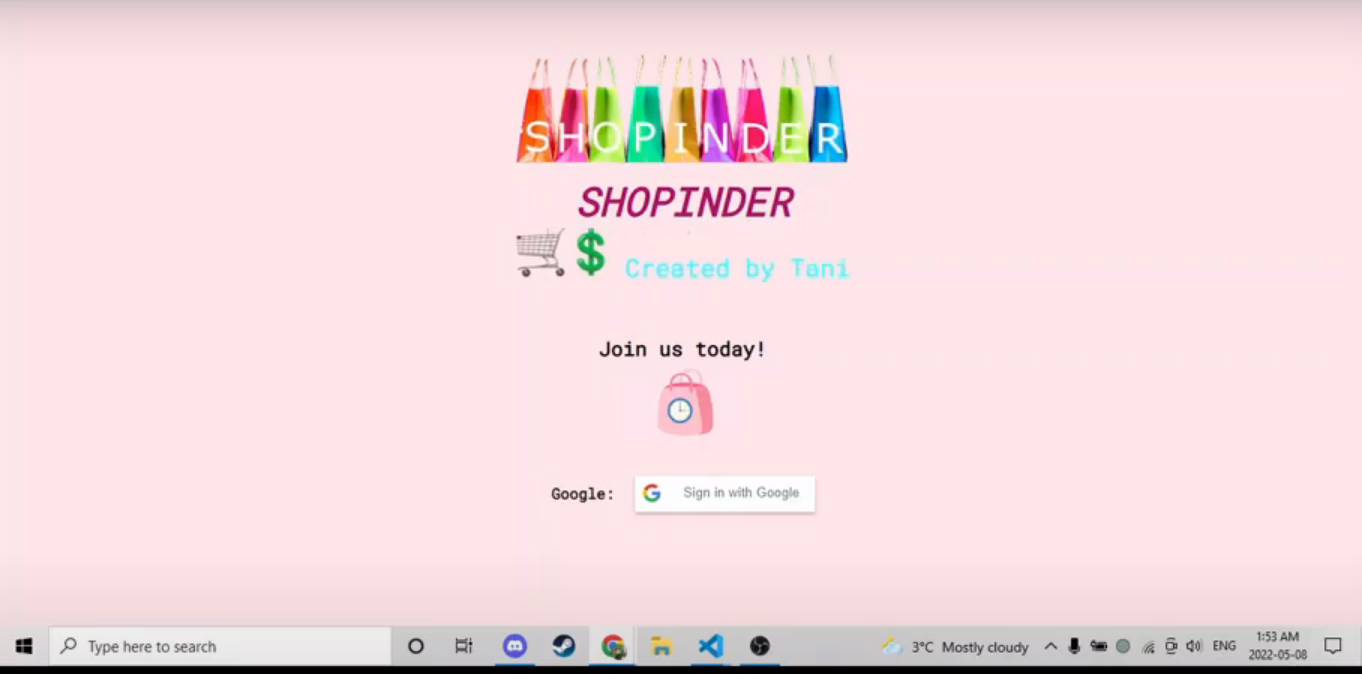 SHOPINDER
SHOPINDER
Created by Tani
Join us today!
Google: Sign in with Google
Type here to search
3°C Mostly cloudy
ENG
1:53 AM
2022-05-08